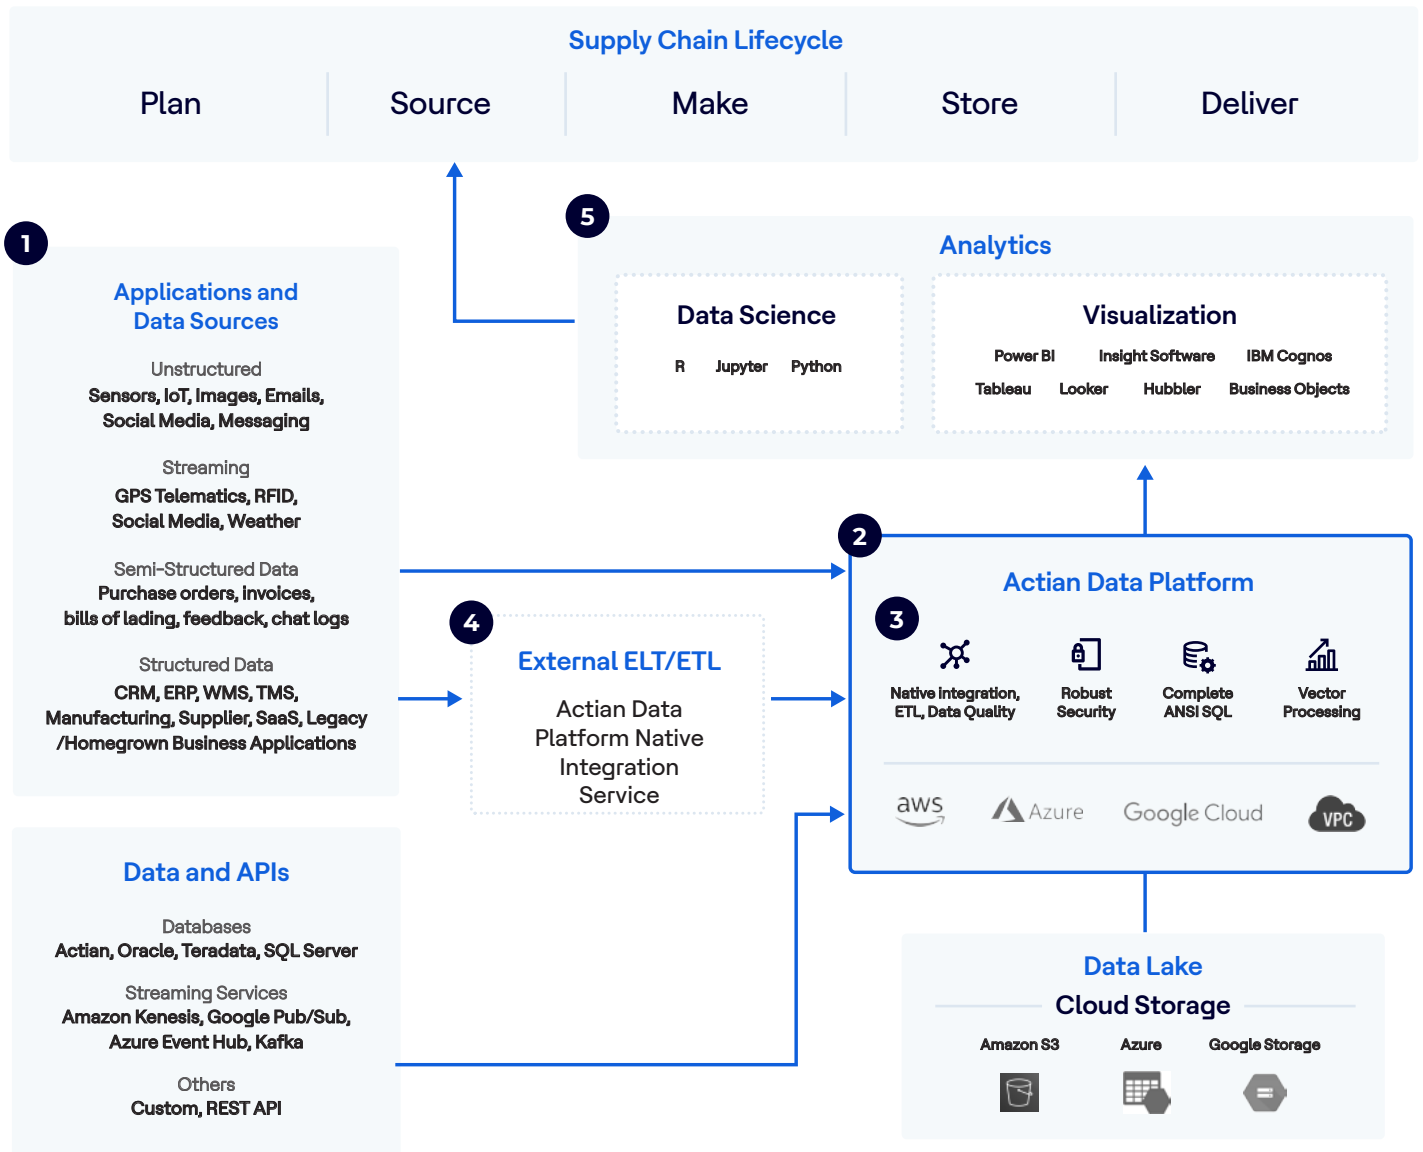 Supply Chain Lifecycle
Plan
Source
Make
Store
Deliver
1
Applications and
Data Sources
Unstructured
Sensors, IoT, Images, Emails,
Social Media, Messaging
Streaming
GPS Telematics, RFID,
Social Media, Weather
Semi-Structured Data
Purchase orders, invoices,
bills of lading, feedback, chat logs
Structured Data
CRM, ERP, WMS, TMS,
Manufacturing, Supplier, SaaS, Legacy
/Homegrown Business Applications
Data and APIs
Databases
Actian, Oracle, Teradata, SQL Server
Streaming Services
Amazon Kenesis, Google Pub/Sub,
Azure Event Hub, Kafka
Others
Custom, REST API
4
External ELT/ETL
Actian Data
Platform Native
Integration
Service
5
Analytics
Data Science
R Jupyter Python
Visualization
Power BI Insight Software IBM Cognos
Tableau Looker Hubbler Business Objects
2
Actian Data Platform
3
Native integration,
ETL, Data Quality
Robust
Security
Complete
ANSI SQL
Vector
Processing
aws
Azure
Google Cloud
VPC
Data Lake
Cloud Storage
Amazon S3
Azure
Google Storage